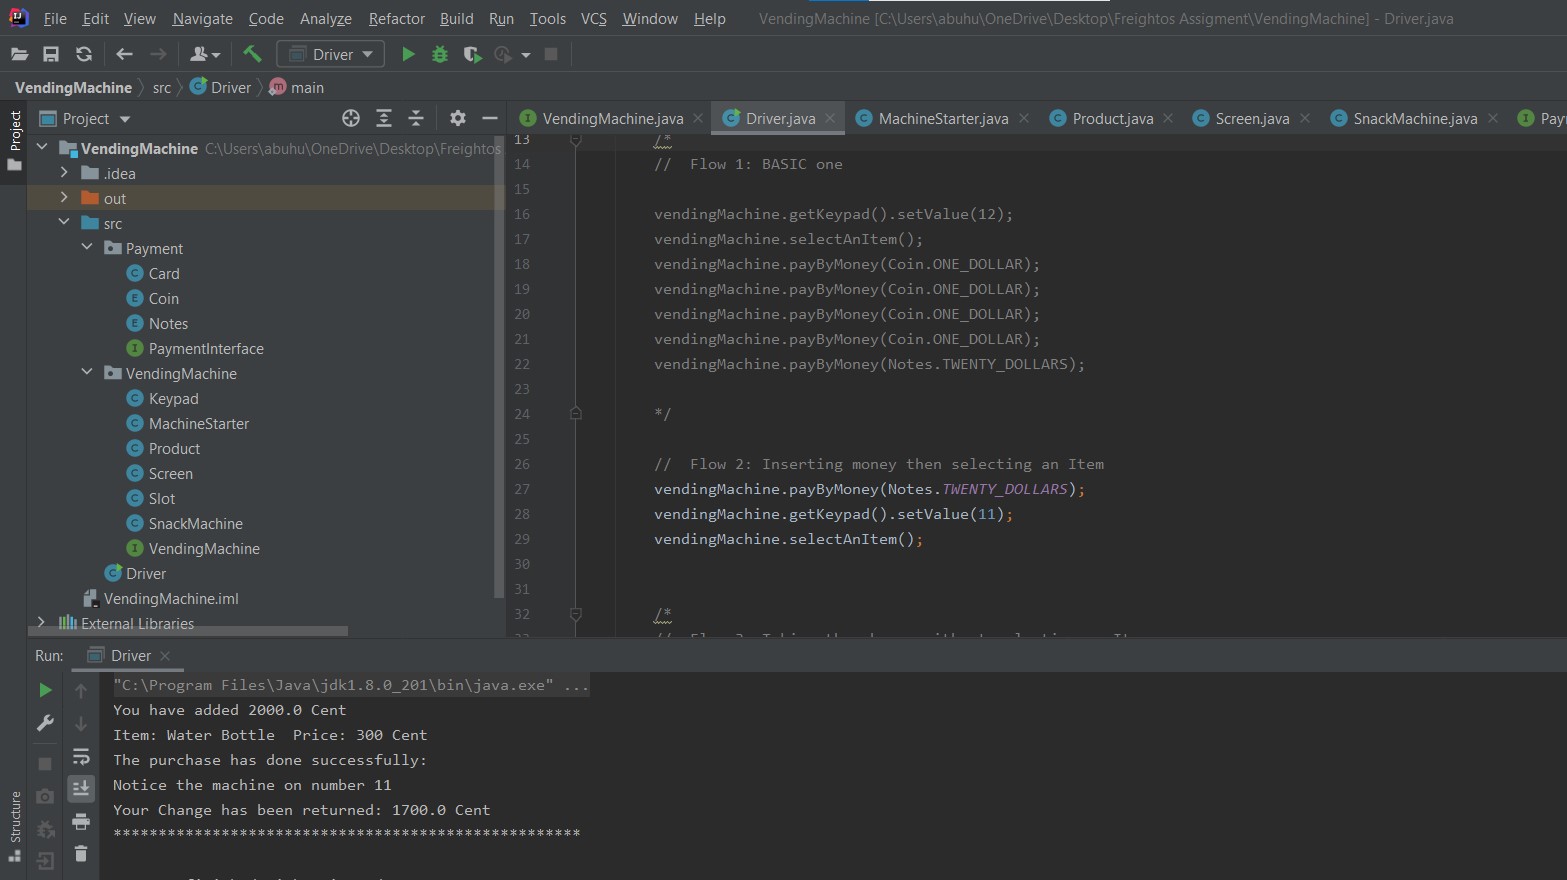 File Edit View Navigate Code Analyze Refactor Build Run Tools VCS Window Help VendingMachine [C:\Users\abuhu\OneDrive\Desktop\Freightos Assigment\VendingMachine] - Driver.java
Driver
VendingMachine src Driver main
Project
VendingMachine.java Driver.java MachineStarter.java Product.java Screen.java SnackMachine.java
Project
VendingMachine C:\Users\abuhu\OneDrive\Desktop\Freightos
.idea
out
src
Payment
Card
Coin
Notes
PaymentInterface
VendingMachine
Keypad
MachineStarter
Product
Screen
Slot
SnackMachine
VendingMachine
Driver
VendingMachine.iml
External Libraries
13 /*
14 // Flow 1: BASIC one
15
16 vendingMachine.getKeypad().setValue(12);
17 vendingMachine.selectAnItem();
18 vendingMachine.payByMoney(Coin.ONE_DOLLAR);
19 vendingMachine.payByMoney(Coin.ONE_DOLLAR);
20 vendingMachine.payByMoney(Coin.ONE_DOLLAR);
21 vendingMachine.payByMoney(Coin.ONE_DOLLAR);
22 vendingMachine.payByMoney(Notes.TWENTY_DOLLARS);
23
24 */
25
26 // Flow 2: Inserting money then selecting an Item
27 vendingMachine.payByMoney(Notes.TWENTY_DOLLARS);
28 vendingMachine.getKeypad().setValue(11);
29 vendingMachine.selectAnItem();
30
31
32 /*
Run: Driver
"C:\Program Files\Java\jdk1.8.0_201\bin\java.exe" ...
You have added 2000.0 Cent
Item: Water Bottle  Price: 300 Cent
The purchase has done successfully:
Notice the machine on number 11
Your Change has been returned: 1700.0 Cent
****************************************************
Structure